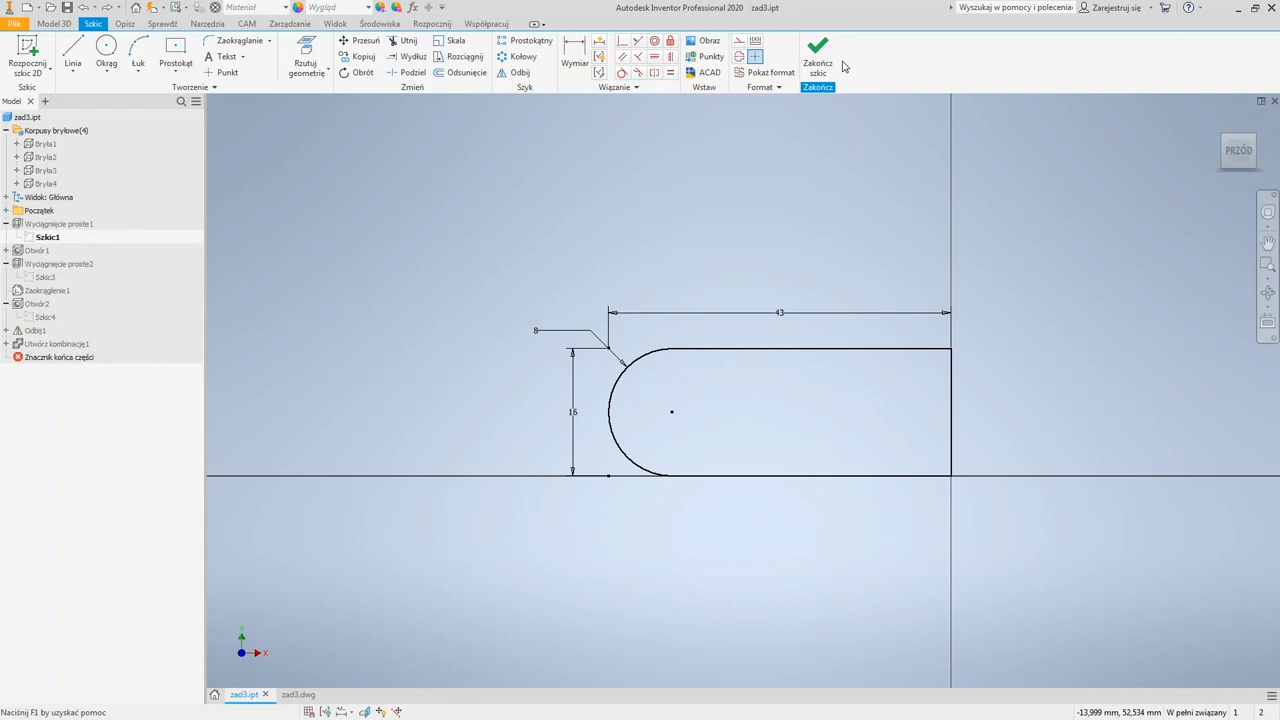 Materiał
Wygląd
Autodesk Inventor Professional 2020 zad3.ipt
Wyszukaj w pomocy i polecenia
Zarejestruj się
Plik
Model 3D
Szkic
Opisz
Sprawdź
Narzędzia
CAM
Zarządzanie
Widok
Środowiska
Rozpocznij
Współpracuj
Rozpocznij
szkic 2D
Szkic
Linia
Okrąg
Łuk
Prostokąt
Zaokrąglanie
Tekst
Punkt
Tworzenie
Rzutuj
geometrię
Przesuń
Kopiuj
Obrót
Utnij
Wydłuż
Podziel
Skala
Rozciągnij
Odsunięcie
Zmień
Prostokątny
Kołowy
Odbij
Szyk
Wymiar
Wiązanie
Obraz
Punkty
ACAD
Wstaw
Pokaż format
Format
Zakończ
szkic
Zakończ
Model
zad3.ipt
Korpusy bryłowe(4)
Bryła1
Bryła2
Bryła3
Bryła4
Widok: Główna
Początek
Wyciągnięcie proste1
Szkic1
Otwór1
Wyciągnięcie proste2
Szkic3
Zaokrąglenie1
Otwór2
Szkic4
Odbij1
Utwórz kombinację1
Znacznik końca części
PRZÓD
43
8
16
Y
X
zad3.ipt
zad3.dwg
Naciśnij F1 by uzyskać pomoc
-13,999 mm, 52,534 mm
W pełni związany
1
2